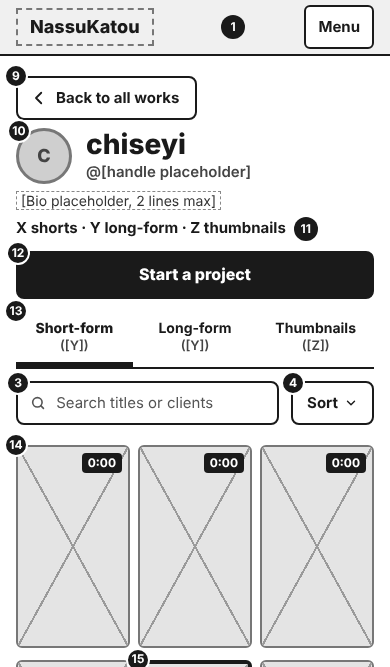 NassuKatou
1
Menu
9
Back to all works
10
C
chiseyi
@[handle placeholder]
[Bio placeholder, 2 lines max]
X shorts · Y long-form · Z thumbnails
11
12
Start a project
13
Short-form
([Y])
Long-form
([Y])
Thumbnails
([Z])
3
Search titles or clients
4
Sort
14
0:00
0:00
0:00
15